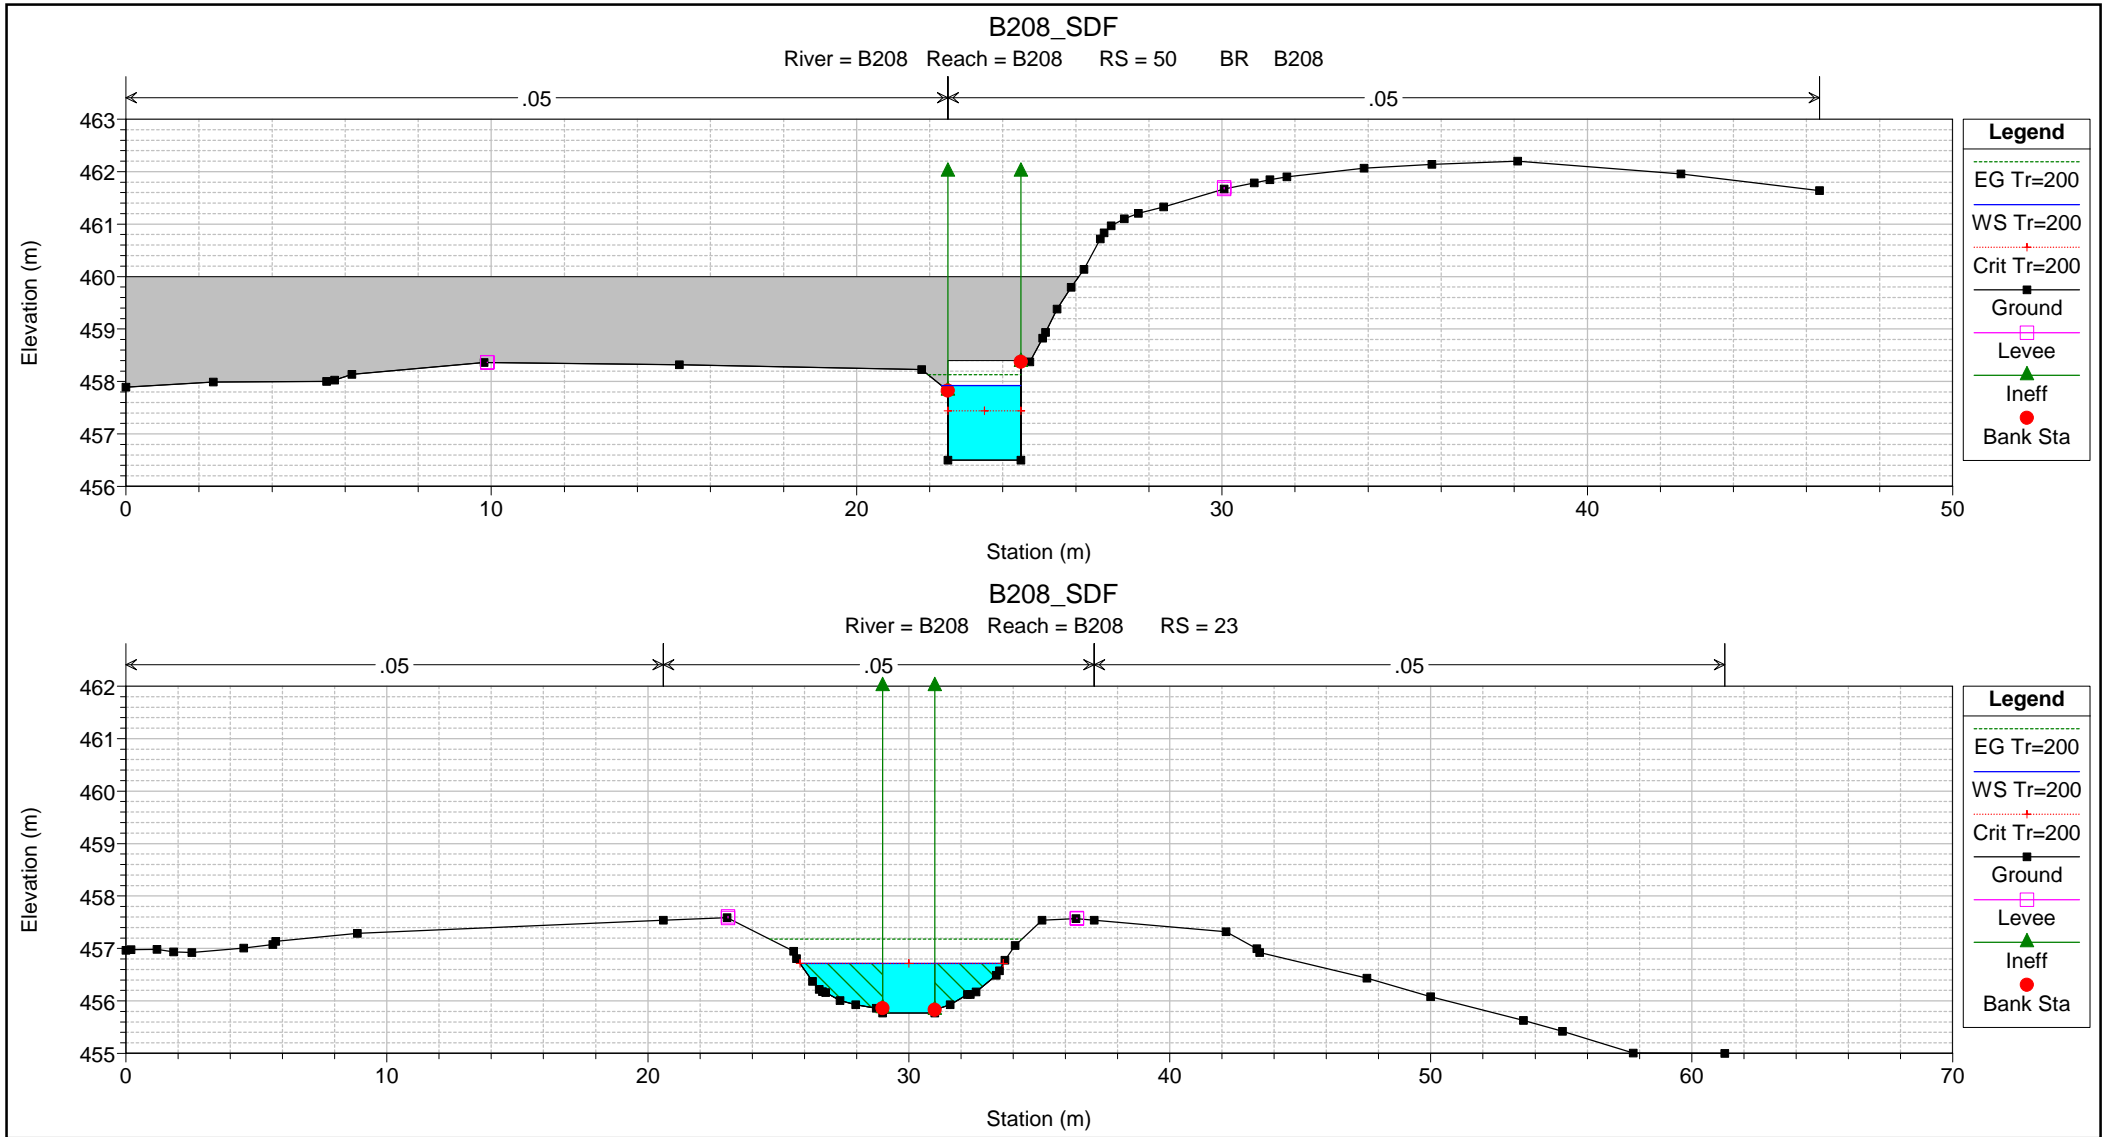 B208_SDF
River = B208 Reach = B208 RS = 50 BR B208
.05 .05
463
462
461
460
459
458
457
456
0 10 20 30 40 50
Elevation (m)
Station (m)
Legend
EG Tr=200
WS Tr=200
Crit Tr=200
Ground
Levee
Ineff
Bank Sta
B208_SDF
River = B208 Reach = B208 RS = 23
.05 .05 .05
462
461
460
459
458
457
456
455
0 10 20 30 40 50 60 70
Elevation (m)
Station (m)
Legend
EG Tr=200
WS Tr=200
Crit Tr=200
Ground
Levee
Ineff
Bank Sta